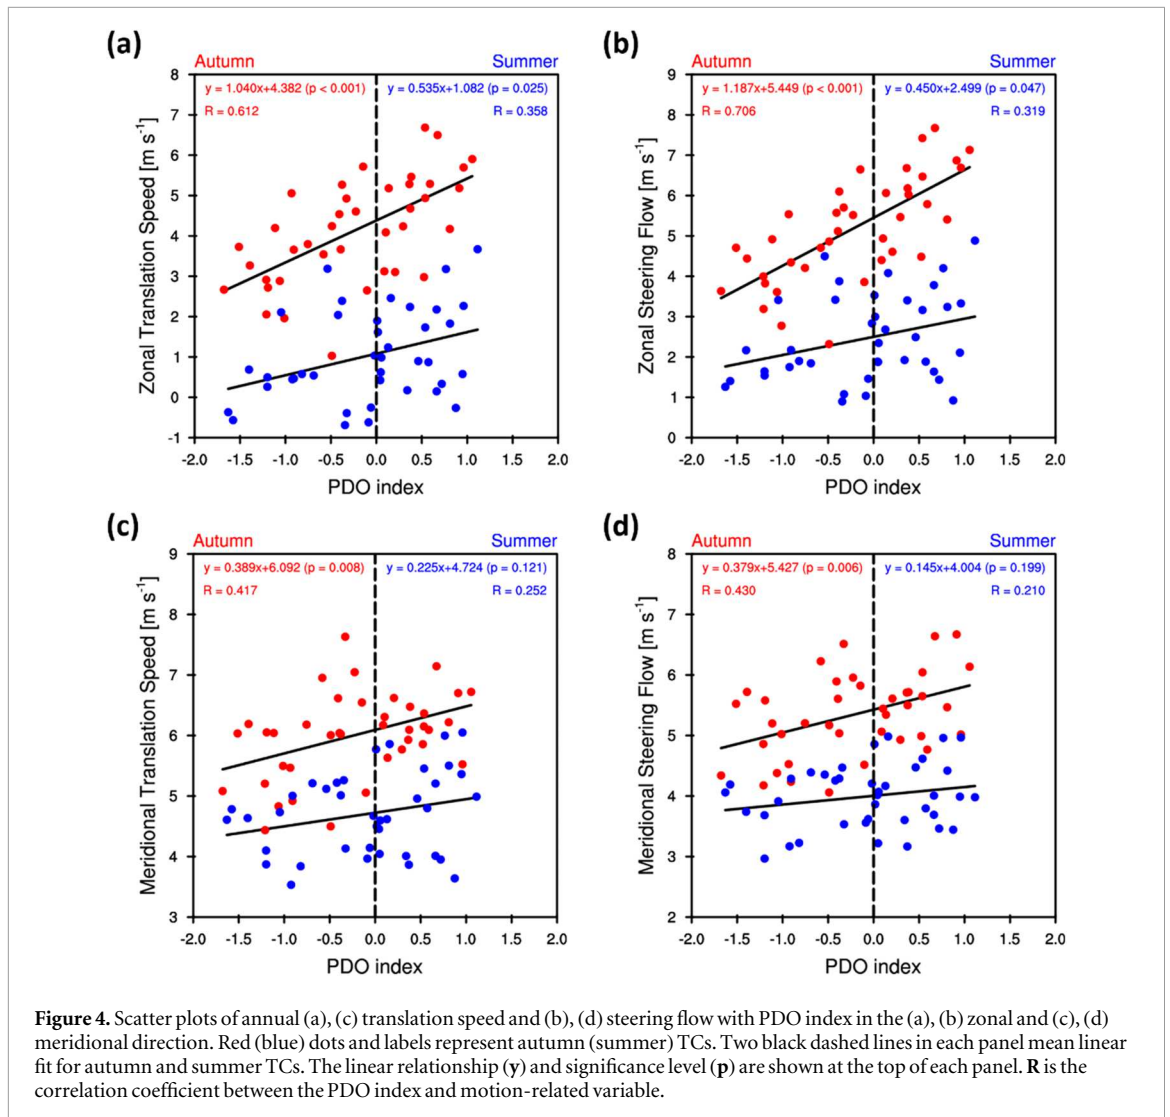 (a)
Autumn Summer
y = 1.040x+4.382 (p < 0.001) y = 0.535x+1.082 (p = 0.025)
R = 0.612 R = 0.358
Zonal Translation Speed [m s⁻¹]
8
7
6
5
4
3
2
1
0
-1
-2.0 -1.5 -1.0 -0.5 0.0 0.5 1.0 1.5 2.0
PDO index
(b)
Autumn Summer
y = 1.187x+5.449 (p < 0.001) y = 0.450x+2.499 (p = 0.047)
R = 0.706 R = 0.319
Zonal Steering Flow [m s⁻¹]
9
8
7
6
5
4
3
2
1
0
-2.0 -1.5 -1.0 -0.5 0.0 0.5 1.0 1.5 2.0
PDO index
(c)
Autumn Summer
y = 0.389x+6.092 (p = 0.008) y = 0.225x+4.724 (p = 0.121)
R = 0.417 R = 0.252
Meridional Translation Speed [m s⁻¹]
9
8
7
6
5
4
3
-2.0 -1.5 -1.0 -0.5 0.0 0.5 1.0 1.5 2.0
PDO index
(d)
Autumn Summer
y = 0.379x+5.427 (p = 0.006) y = 0.145x+4.004 (p = 0.199)
R = 0.430 R = 0.210
Meridional Steering Flow [m s⁻¹]
8
7
6
5
4
3
2
-2.0 -1.5 -1.0 -0.5 0.0 0.5 1.0 1.5 2.0
PDO index
Figure 4. Scatter plots of annual (a), (c) translation speed and (b), (d) steering flow with PDO index in the (a), (b) zonal and (c), (d)
meridional direction. Red (blue) dots and labels represent autumn (summer) TCs. Two black dashed lines in each panel mean linear
fit for autumn and summer TCs. The linear relationship (y) and significance level (p) are shown at the top of each panel. R is the
correlation coefficient between the PDO index and motion-related variable.